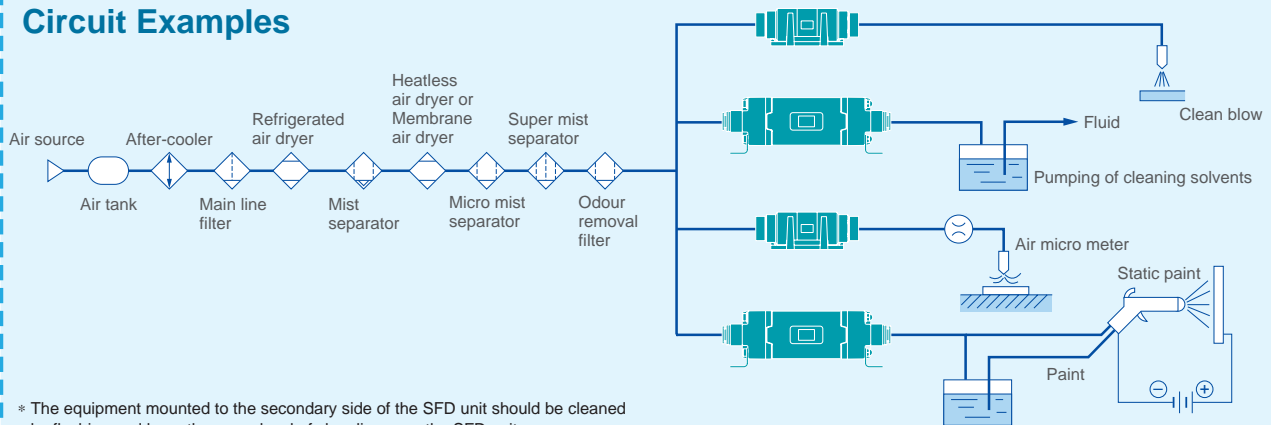 Circuit Examples
Air source
Air tank
After-cooler
Main line
filter
Refrigerated
air dryer
Mist
separator
Heatless
air dryer or
Membrane
air dryer
Micro mist
separator
Super mist
separator
Odour
removal
filter
Clean blow
Fluid
Pumping of cleaning solvents
Air micro meter
Static paint
Paint
* The equipment mounted to the secondary side of the SFD unit should be cleaned